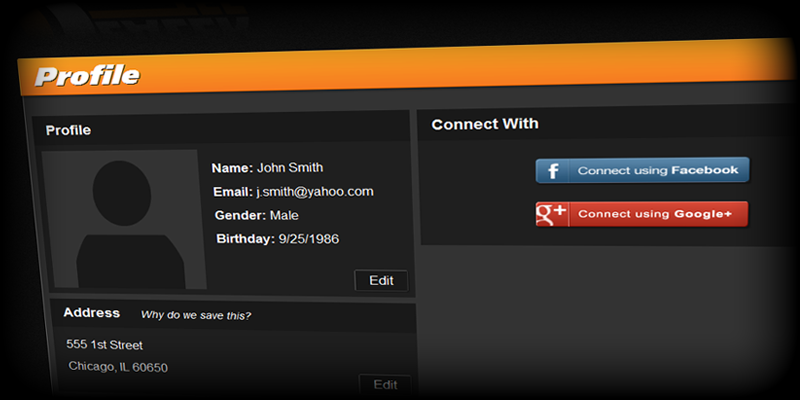 Profile
Profile
Name: John Smith
Email: j.smith@yahoo.com
Gender: Male
Birthday: 9/25/1986
Edit
Address Why do we save this?
555 1st Street
Chicago, IL 60650
Edit
Connect With
f Connect using Facebook
g+ Connect using Google+